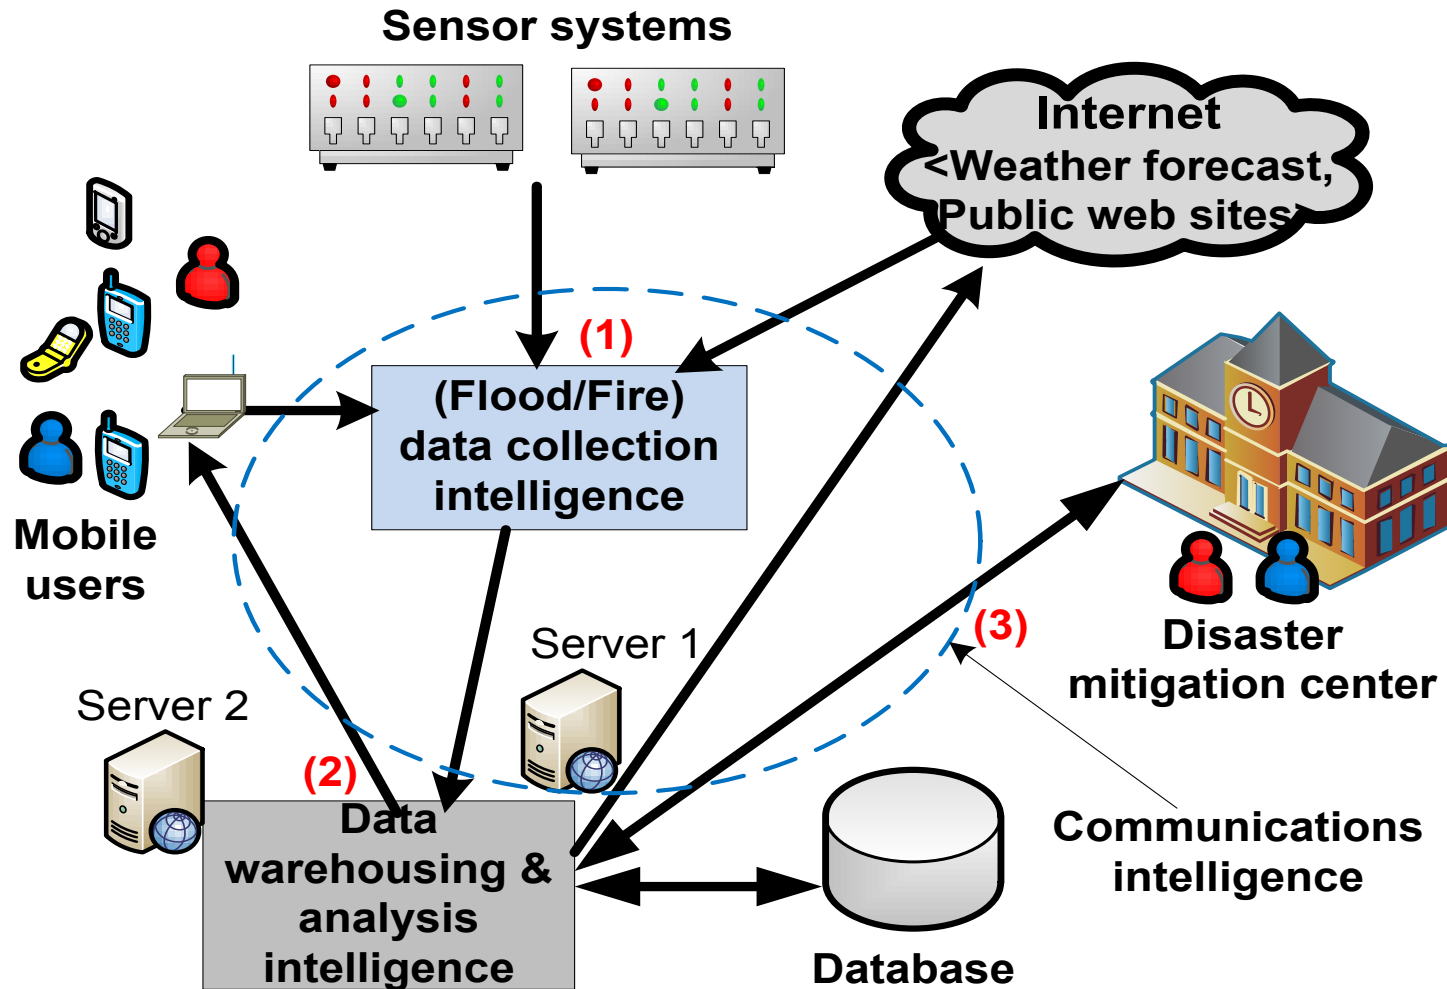 Sensor systems
Internet
<Weather forecast,
Public web sites>
(1)
(Flood/Fire)
data collection
intelligence
Mobile
users
Server 1
Server 2
(2)
(3)
Disaster
mitigation center
Data
warehousing &
analysis
intelligence
Communications
intelligence
Database